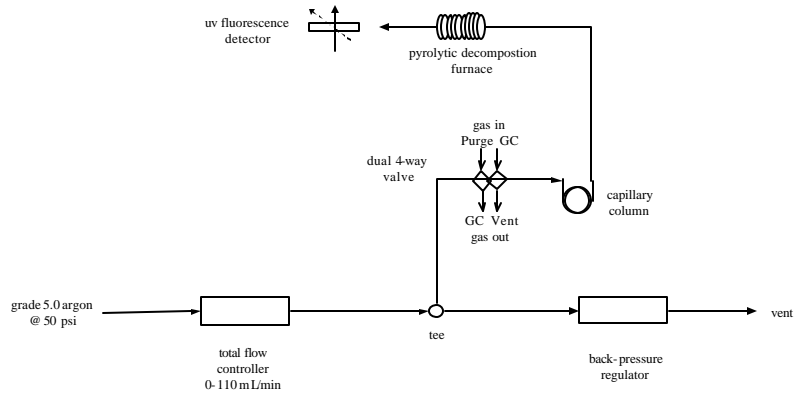 uv fluorescence
detector
pyrolytic decompostion
furnace
gas in
Purge GC
dual 4-way
valve
GC Vent
gas out
capillary
column
grade 5.0 argon
@ 50 psi
total flow
controller
0-110 mL/min
tee
back-pressure
regulator
vent